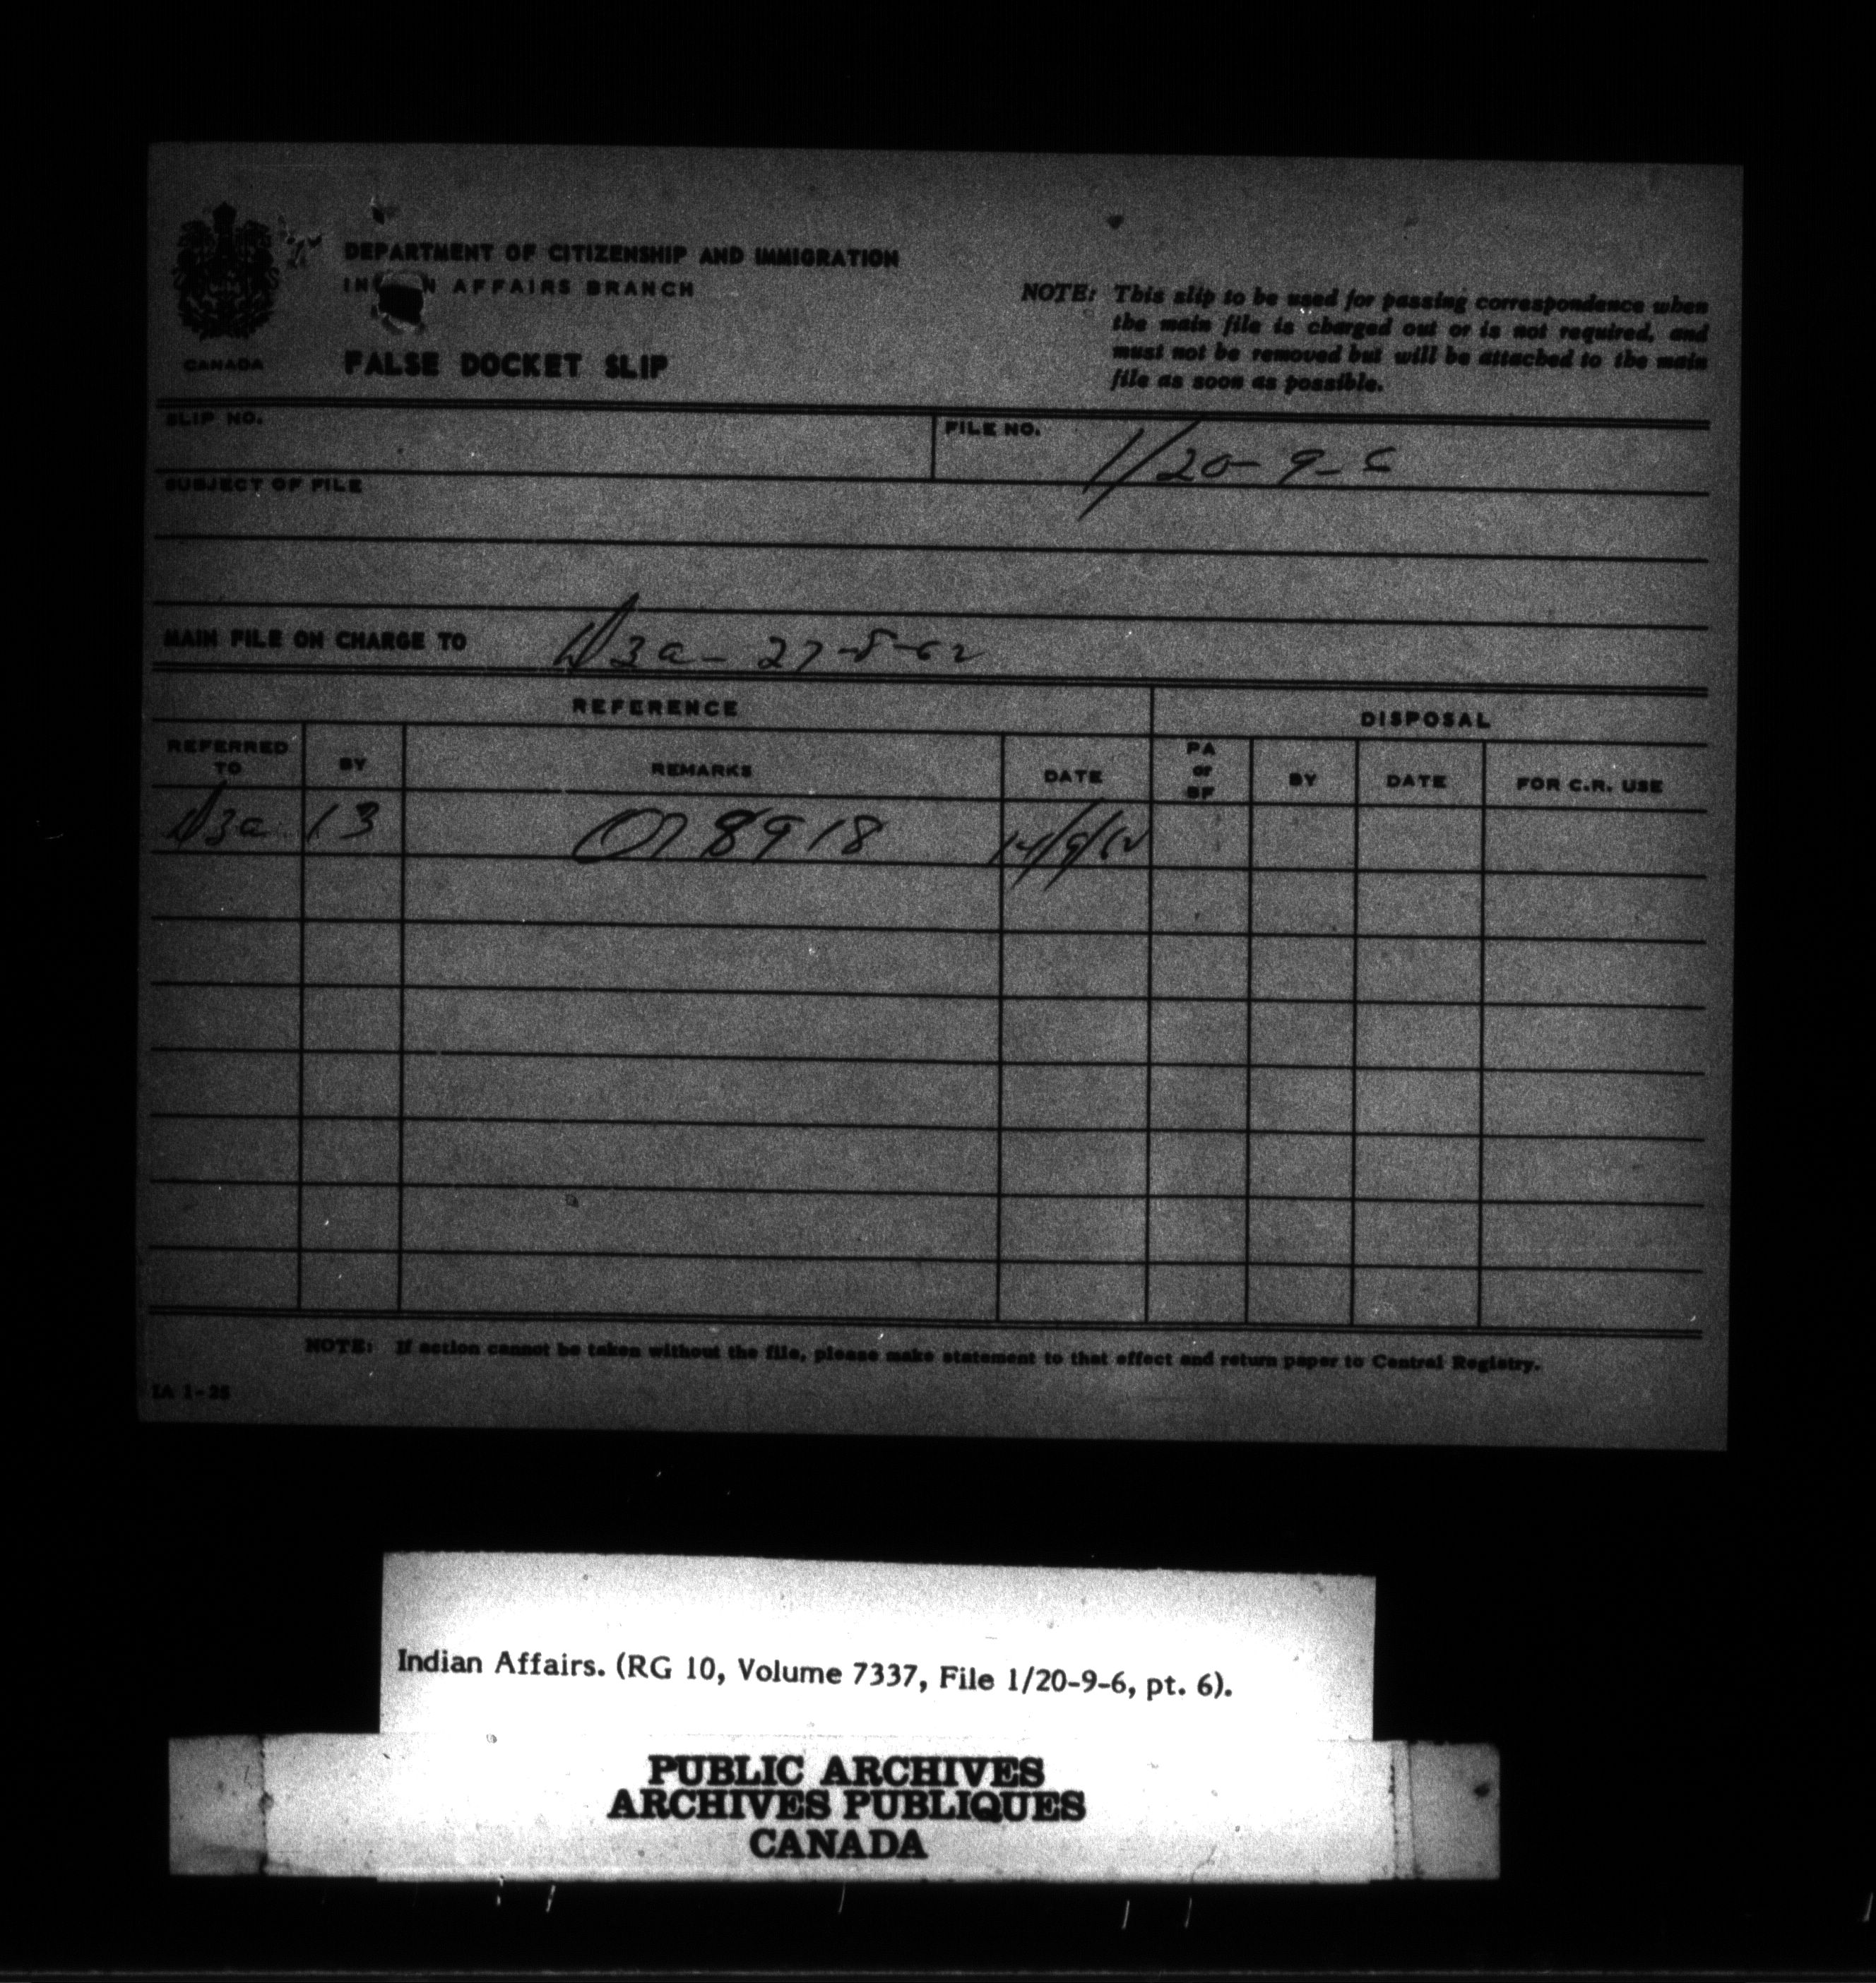 DEPARTMENT OF CITIZENSHIP AND IMMIGRATION
IN N AFFAIRS BRANCH
CANADA
FALSE DOCKET SLIP
NOTE: This slip to be used for passing correspondence when
the main file is charged out or is not required, and
must not be removed but will be attached to the main
file as soon as possible.
SLIP NO.
FILE NO. 1/20-9-6
SUBJECT OF FILE
MAIN FILE ON CHARGE TO 3a - 27-8-62
REFERENCE DISPOSAL
REFERRED TO BY REMARKS DATE PA or BF BY DATE FOR C.R. USE
3a 13 8918
NOTE: If action cannot be taken without the file, please make statement to that effect and return paper to Central Registry.
IA 1-25
Indian Affairs. (RG 10, Volume 7337, File 1/20-9-6, pt. 6).
PUBLIC ARCHIVES
ARCHIVES PUBLIQUES
CANADA